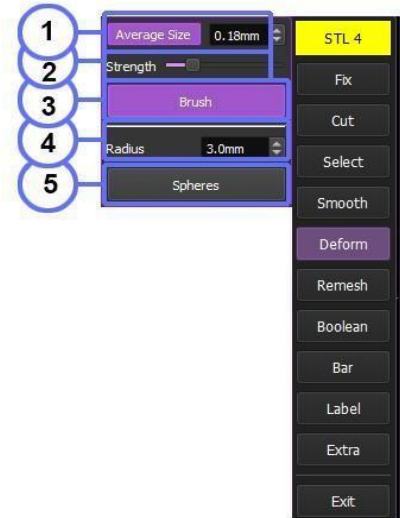 1
Average Size 0.18mm
2
Strength
3
Brush
4
Radius 3.0mm
5
Spheres
STL 4
Fix
Cut
Select
Smooth
Deform
Remesh
Boolean
Bar
Label
Extra
Exit